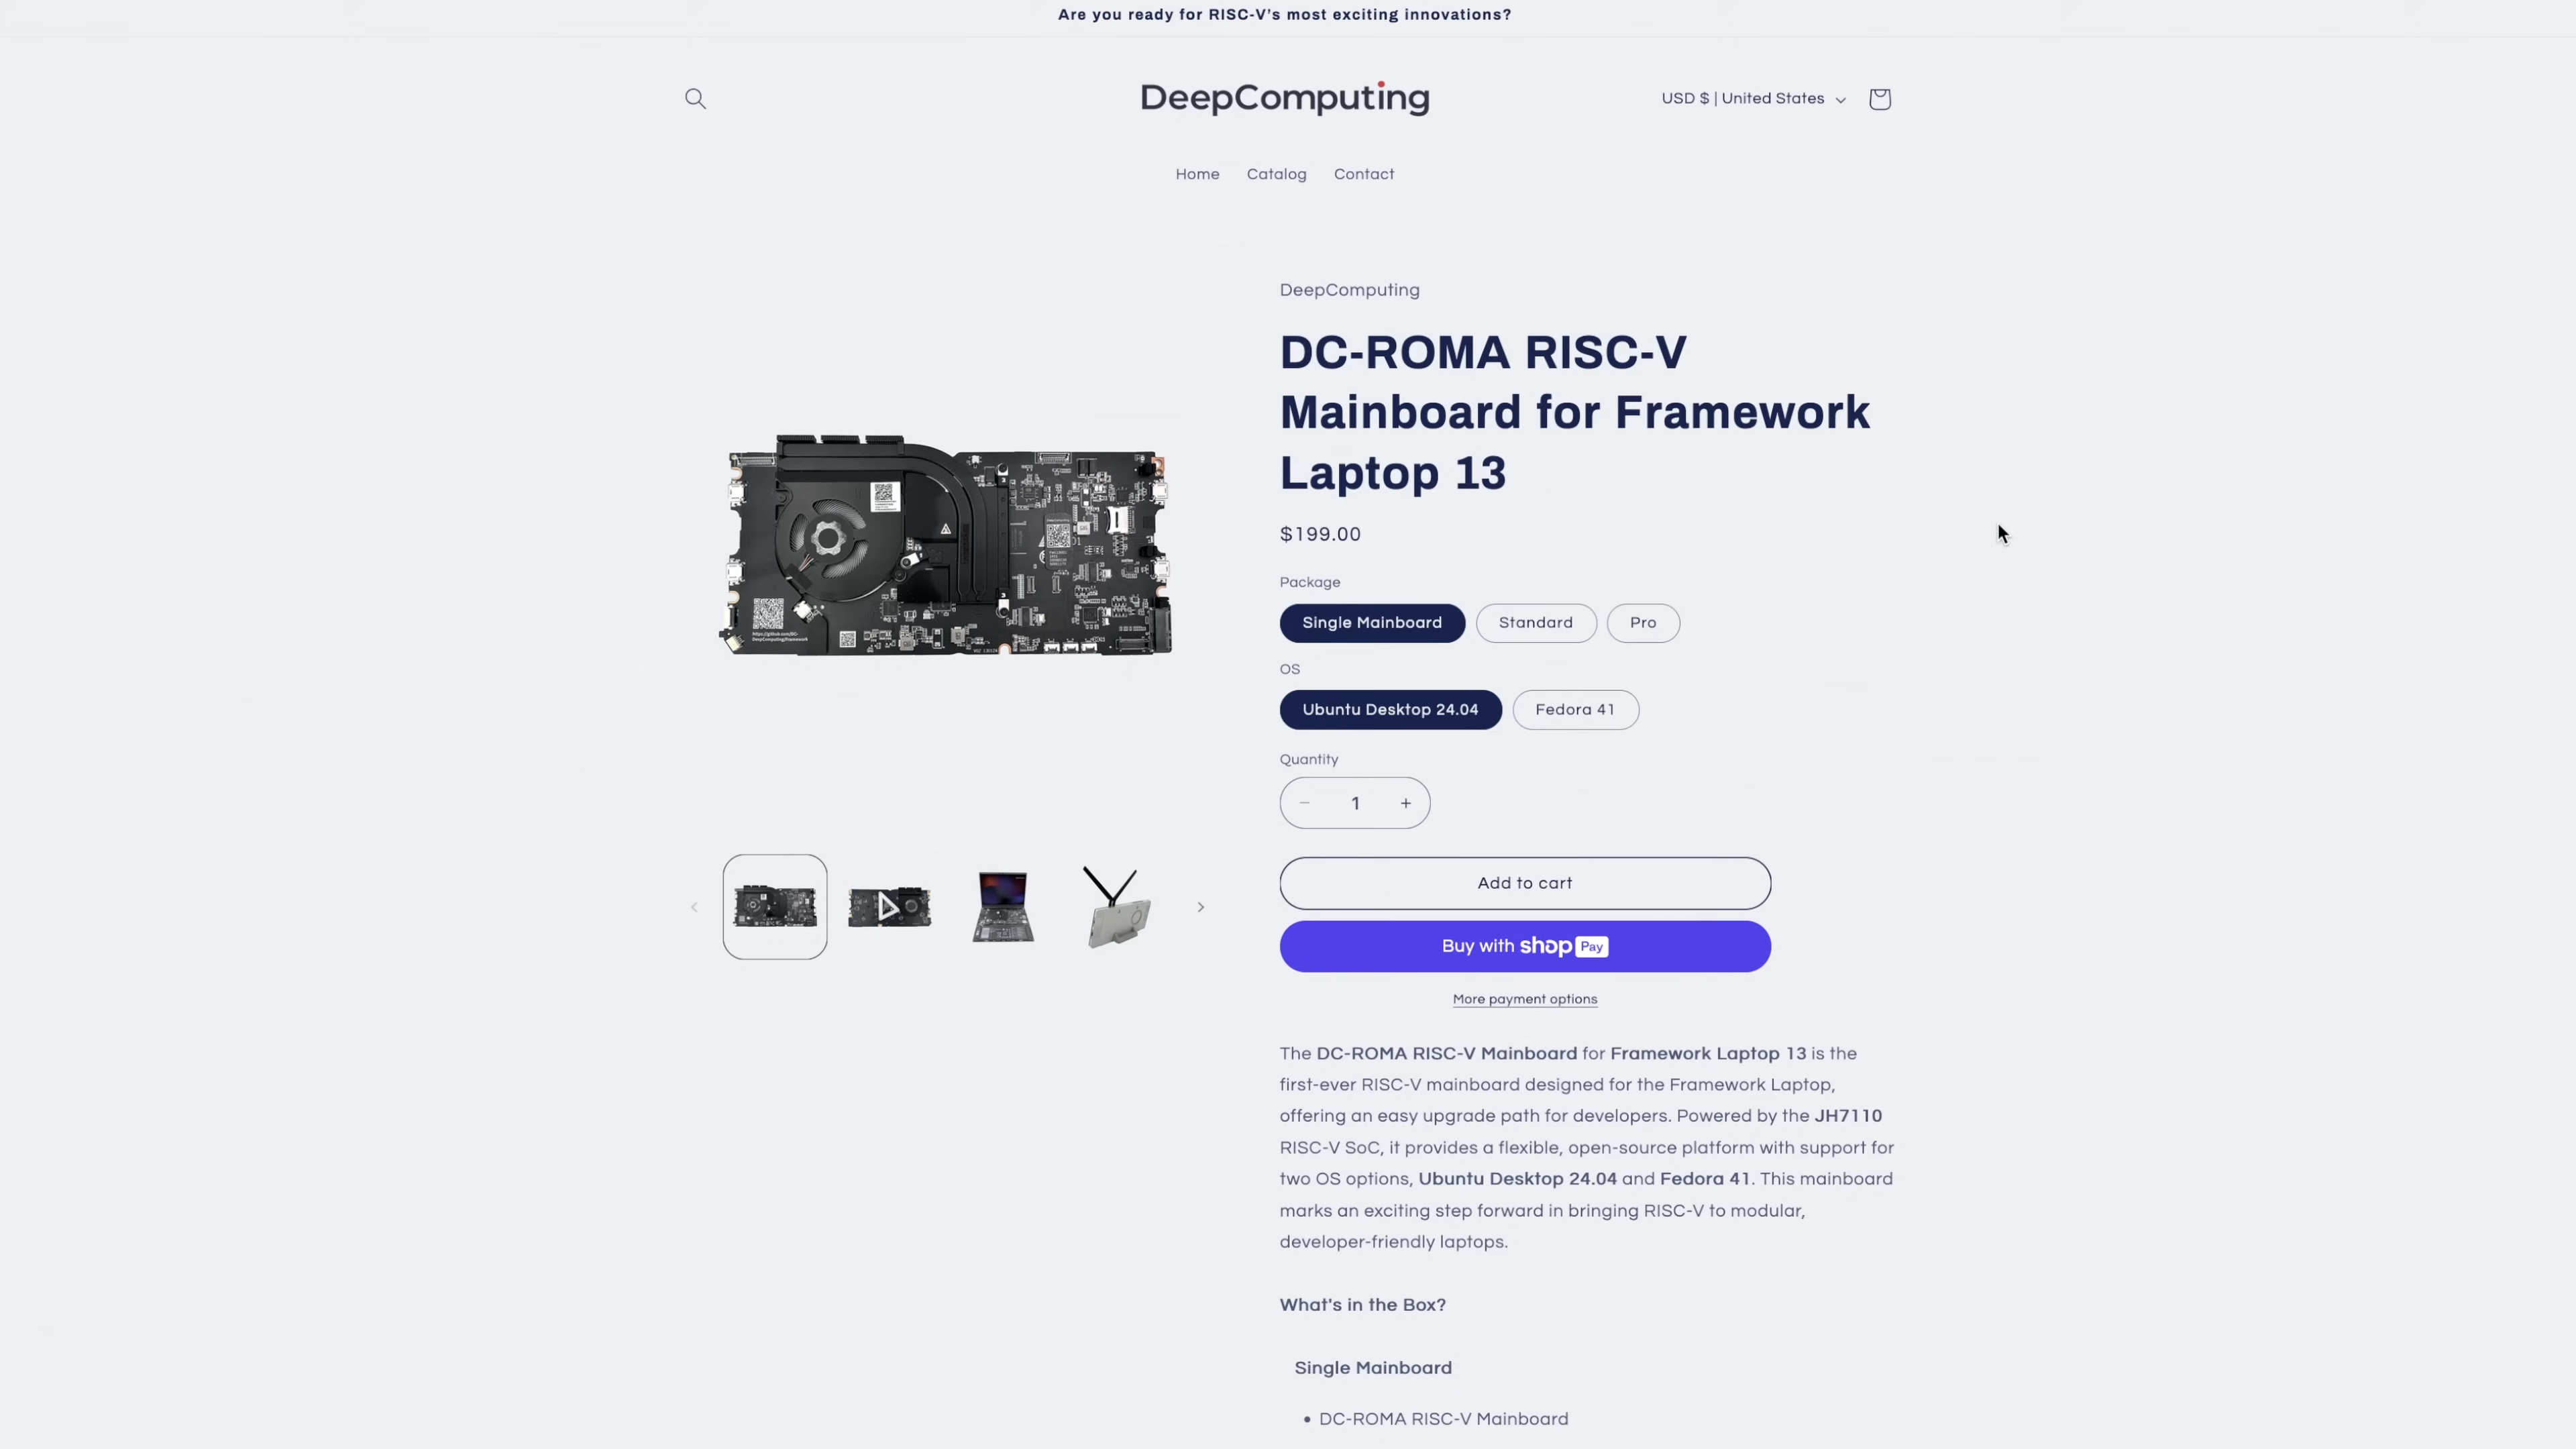 Are you ready for RISC-V's most exciting innovations?
DeepComputing
USD $ | United States
Home Catalog Contact
DeepComputing
DC-ROMA RISC-V
Mainboard for Framework
Laptop 13
$199.00
Package
Single Mainboard Standard Pro
OS
Ubuntu Desktop 24.04 Fedora 41
Quantity
− 1 +
Add to cart
Buy with shop Pay
More payment options
The DC-ROMA RISC-V Mainboard for Framework Laptop 13 is the
first-ever RISC-V mainboard designed for the Framework Laptop,
offering an easy upgrade path for developers. Powered by the JH7110
RISC-V SoC, it provides a flexible, open-source platform with support for
two OS options, Ubuntu Desktop 24.04 and Fedora 41. This mainboard
marks an exciting step forward in bringing RISC-V to modular,
developer-friendly laptops.
What's in the Box?
Single Mainboard
• DC-ROMA RISC-V Mainboard